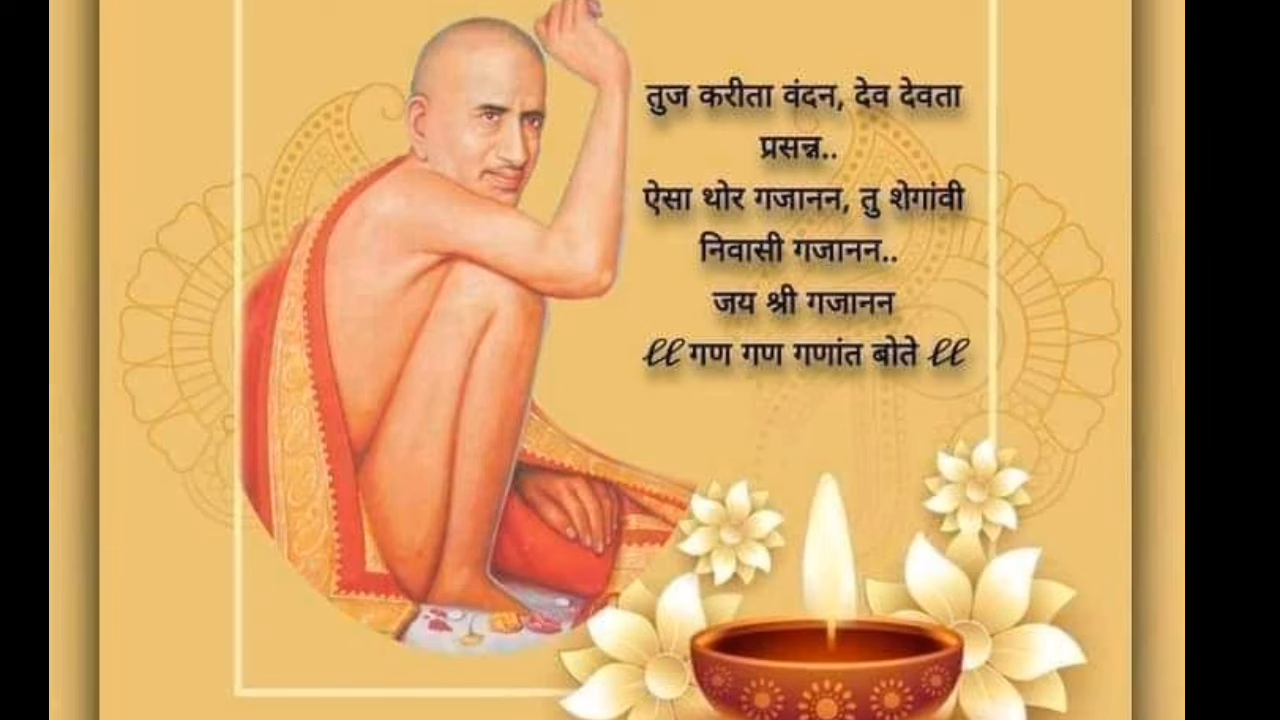 तुज करीता वंदन, देव देवता
प्रसन्न..
ऐसा थोर गजानन, तु शेगांवी
निवासी गजानन..
जय श्री गजानन
ℓℓ गण गण गणांत बोते ℓℓ